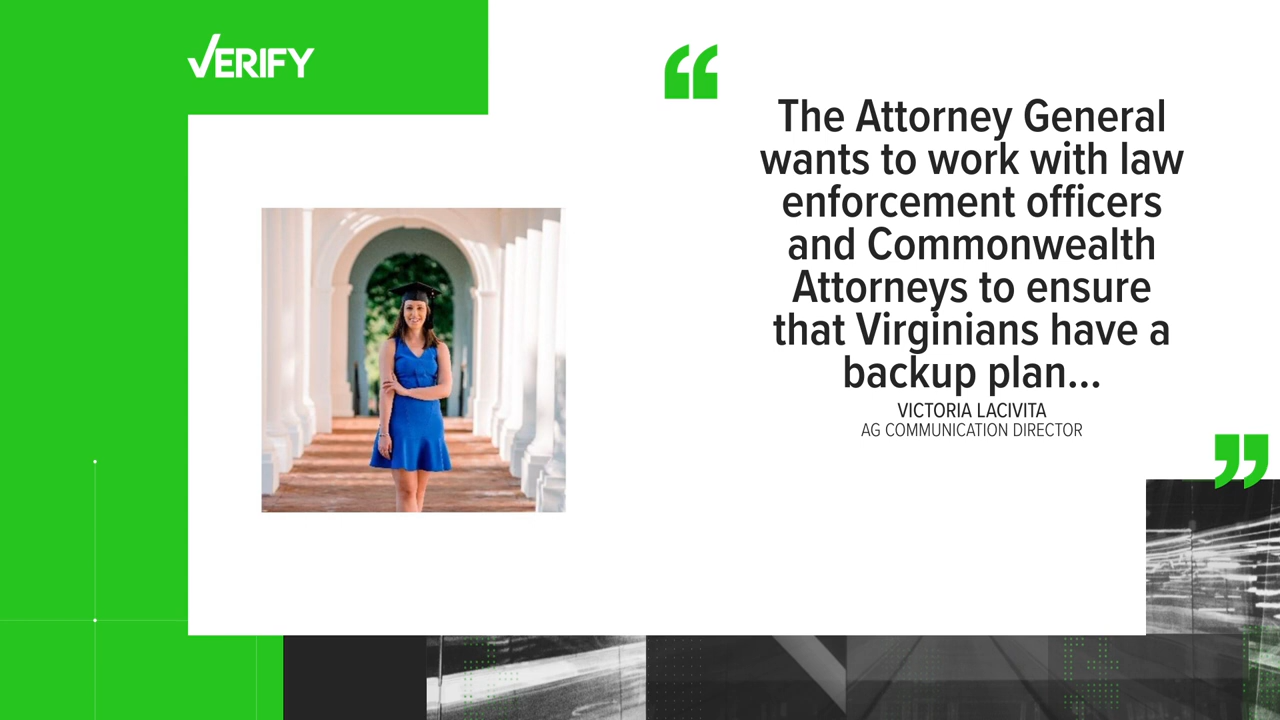 VERIFY
“
The Attorney General
wants to work with law
enforcement officers
and Commonwealth
Attorneys to ensure
that Virginians have a
backup plan...
VICTORIA LACIVITA
AG COMMUNICATION DIRECTOR
”